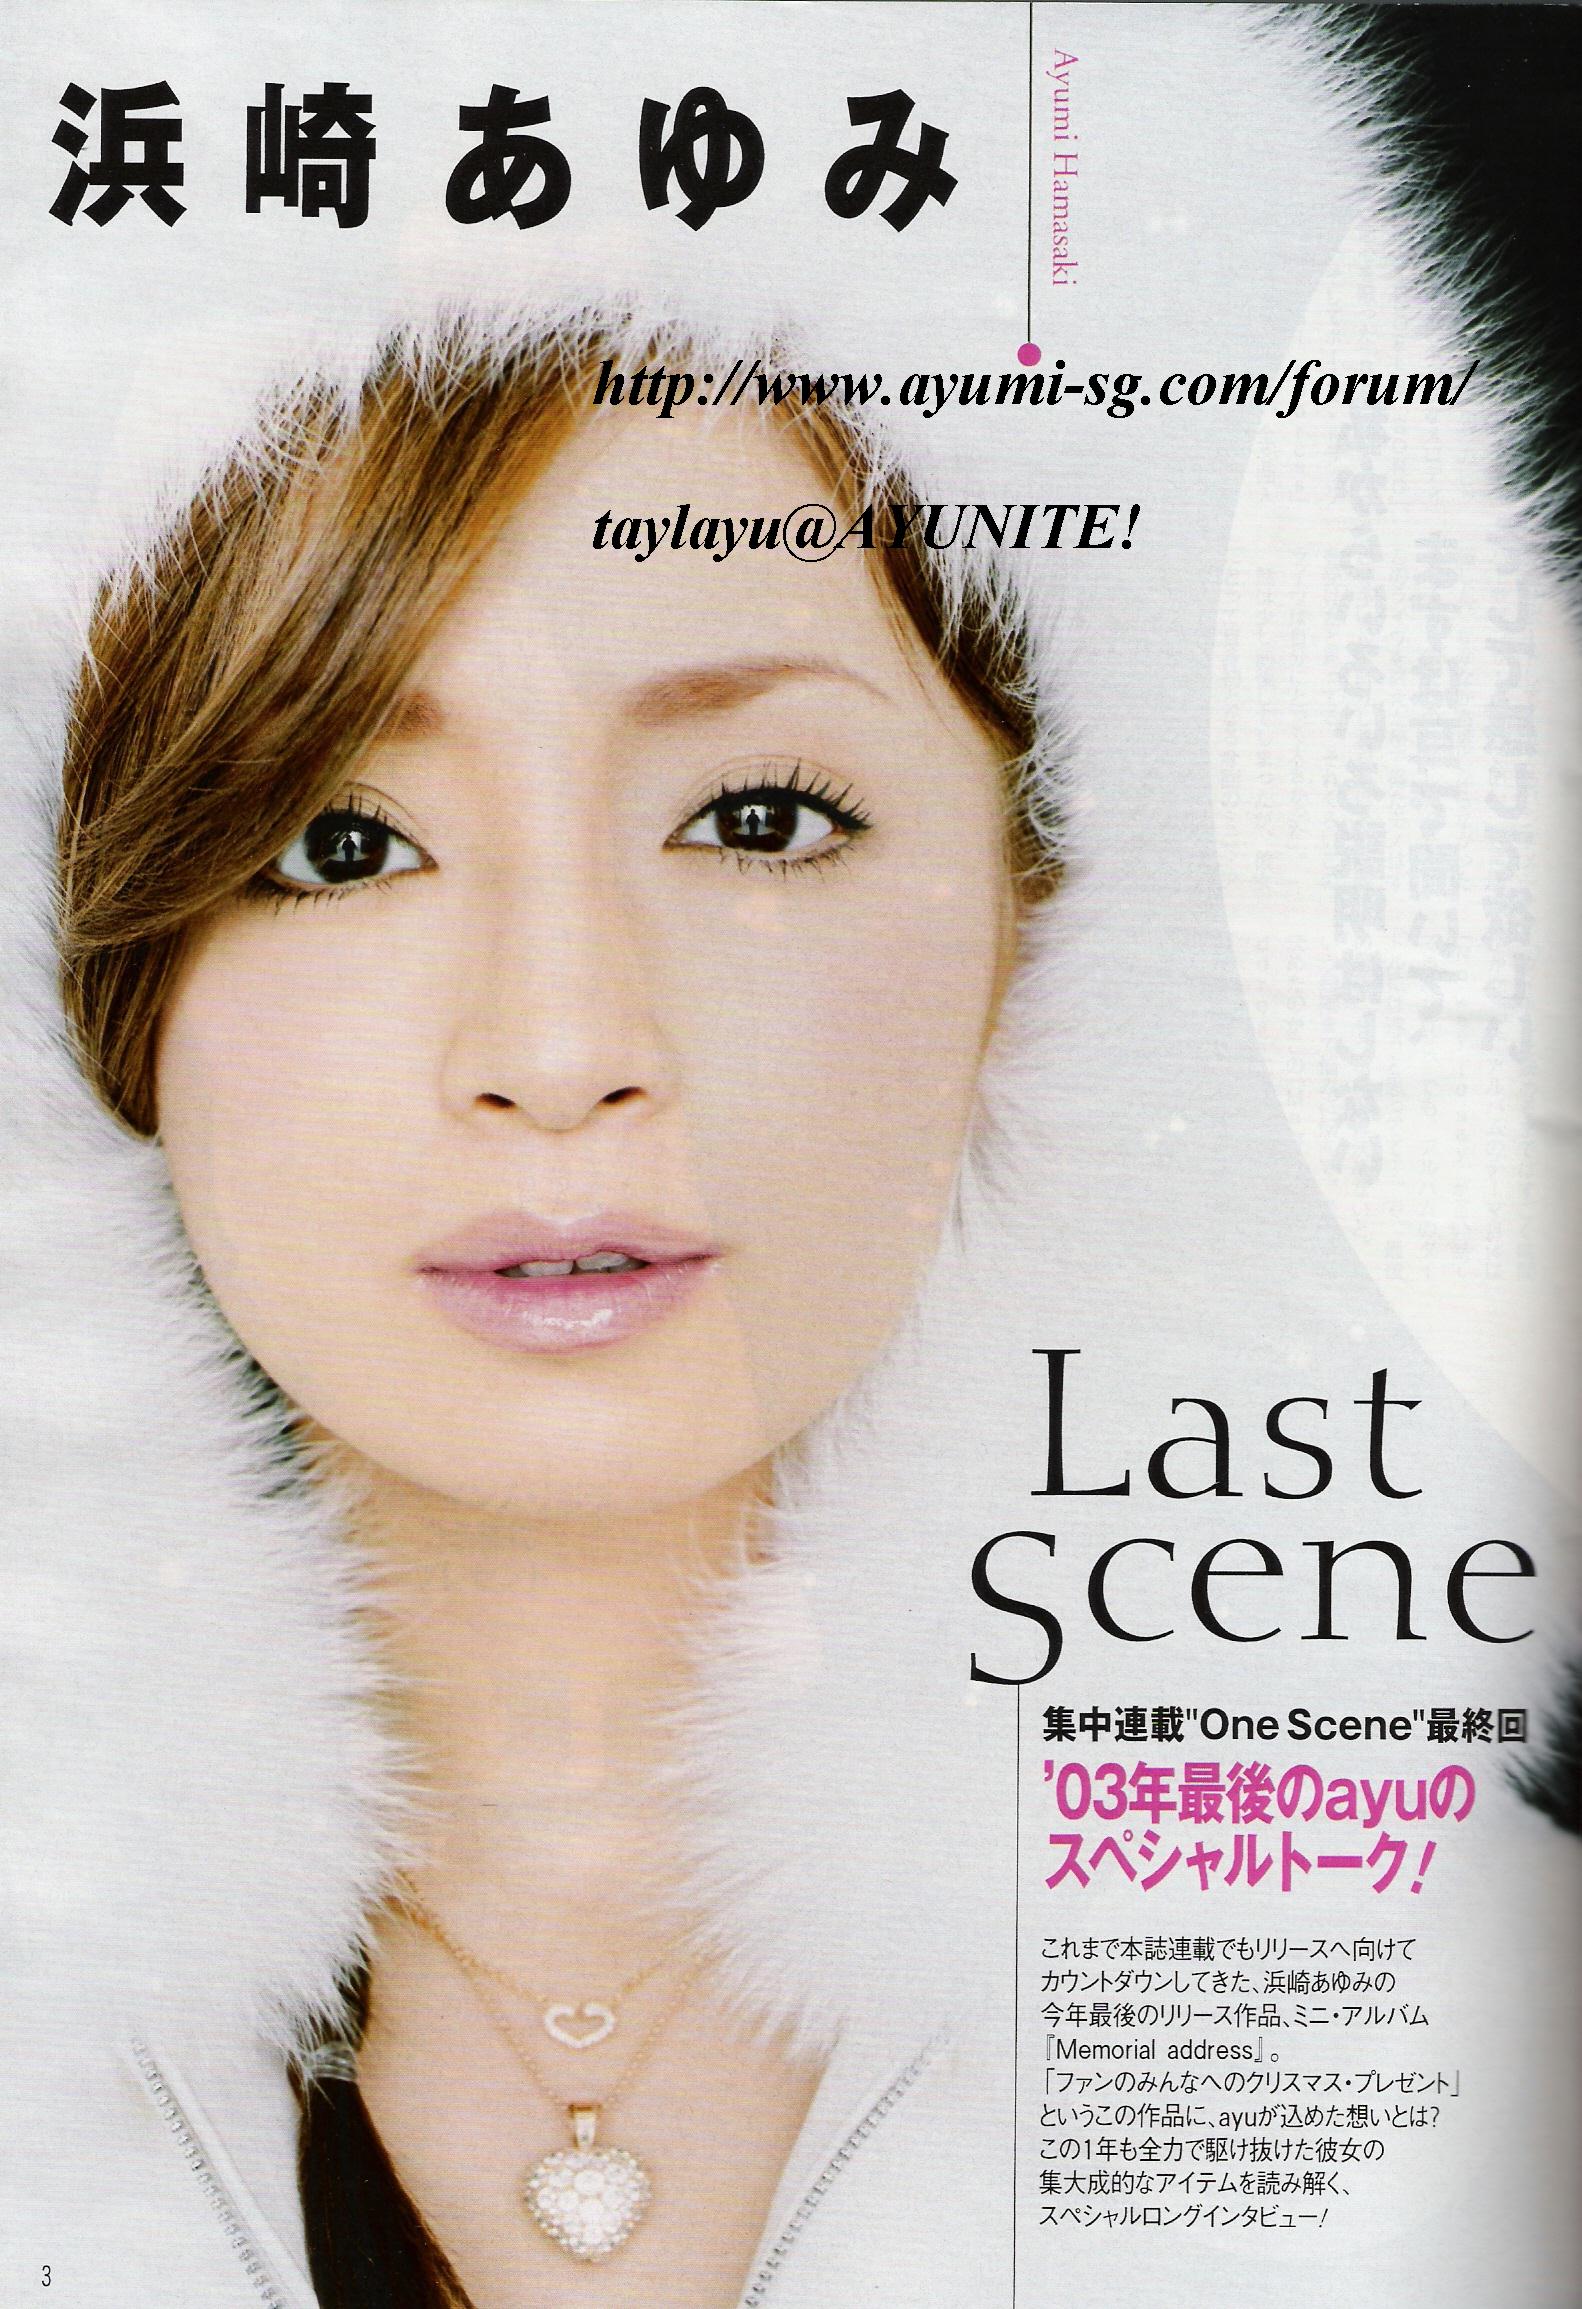 浜崎あゆみ
Ayumi Hamasaki
http://www.ayumi-sg.com/forum/
taylayu@AYUNITE!
Last
Scene
集中連載"One Scene"最終回
'03年最後のayuの
スペシャルトーク!
これまで本誌連載でもリリースへ向けて
カウントダウンしてきた、浜崎あゆみの
今年最後のリリース作品、ミニ・アルバム
『Memorial address』。
「ファンのみんなへのクリスマス・プレゼント」
というこの作品に、ayuが込めた想いとは?
この1年も全力で駆け抜けた彼女の
集大成的なアイテムを読み解く、
スペシャルロングインタビュー!
3